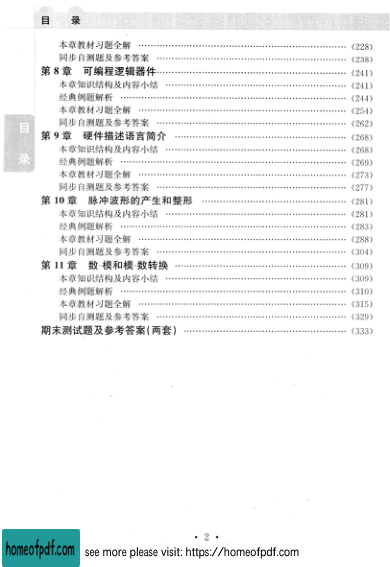 目 录
本章教材习题全解 (228)
同步自测题及参考答案 (238)
第 8 章 可编程逻辑器件 (241)
本章知识结构及内容小结 (241)
经典例题解析 (244)
本章教材习题全解 (254)
同步自测题及参考答案 (262)
第 9 章 硬件描述语言简介 (268)
本章知识结构及内容小结 (268)
经典例题解析 (269)
本章教材习题全解 (273)
同步自测题及参考答案 (277)
第 10 章 脉冲波形的产生和整形 (281)
本章知识结构及内容小结 (281)
经典例题解析 (283)
本章教材习题全解 (288)
同步自测题及参考答案 (304)
第 11 章 数-模和模-数转换 (309)
本章知识结构及内容小结 (309)
经典例题解析 (310)
本章教材习题全解 (315)
同步自测题及参考答案 (329)
期末测试题及参考答案(两套) (333)
目
录
· 2 ·
homeofpdf.com
see more please visit: https://homeofpdf.com